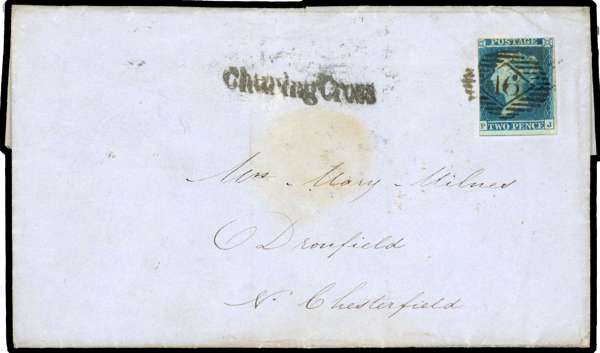 POSTAGE
Charing Cross
16
P J
TWO PENCE
Mrs. Mary Milnes
Dronfield
Nr. Chesterfield